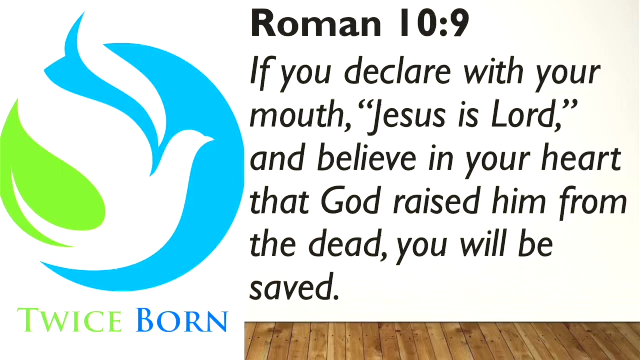 Roman 10:9
If you declare with your
mouth, “Jesus is Lord,”
and believe in your heart
that God raised him from
the dead, you will be
saved.
Twice Born